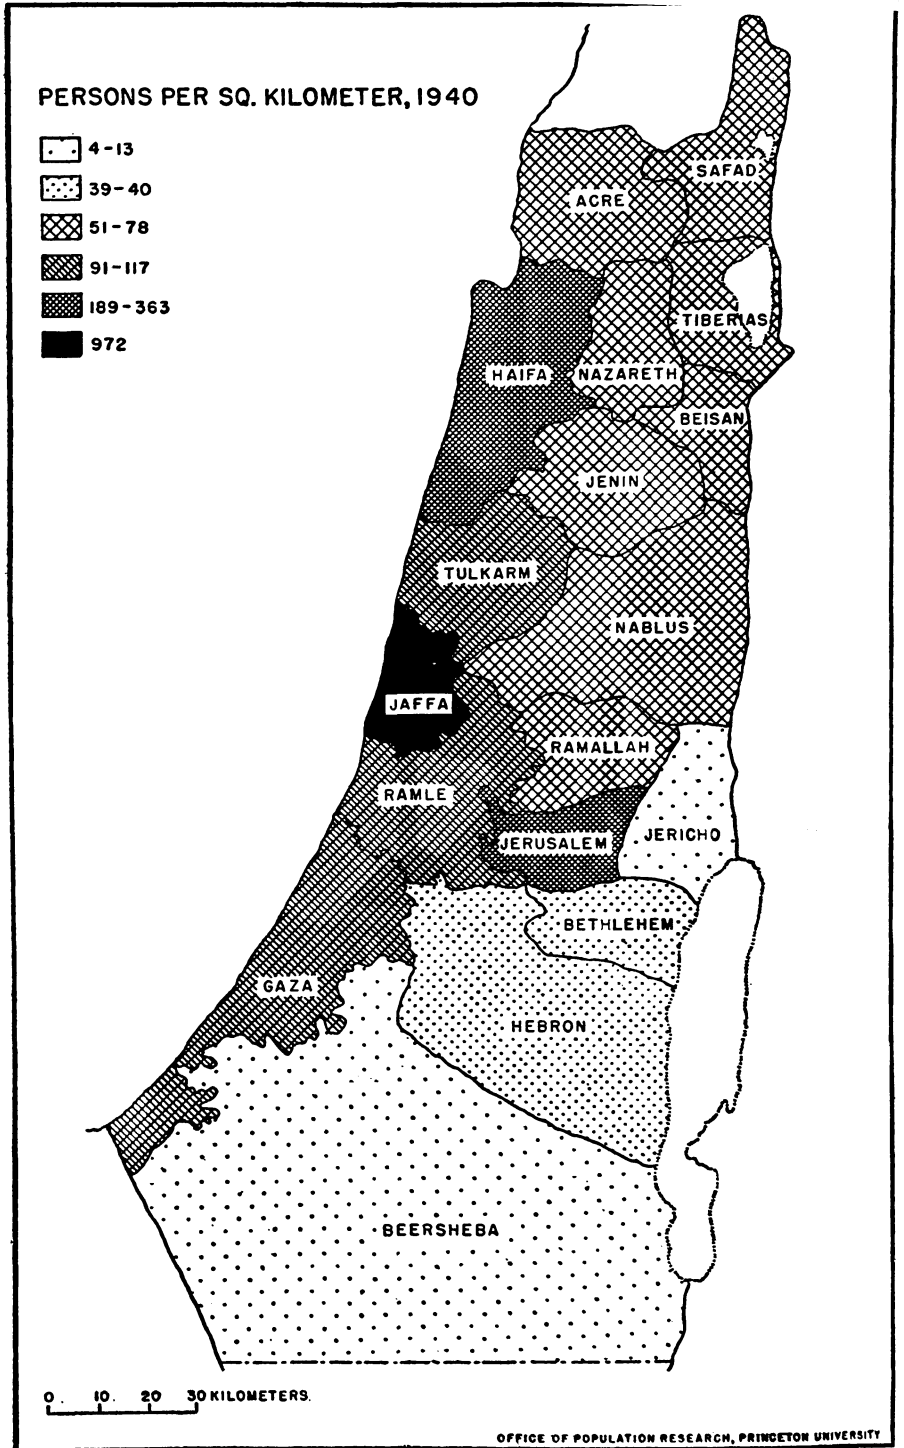 PERSONS PER SQ. KILOMETER, 1940
4-13
39-40
51-78
91-117
189-363
972
SAFAD
ACRE
TIBERIAS
HAIFA
NAZARETH
BEISAN
JENIN
TULKARM
NABLUS
JAFFA
RAMALLAH
RAMLE
JERUSALEM
JERICHO
BETHLEHEM
GAZA
HEBRON
BEERSHEBA
0 10 20 30 KILOMETERS.
OFFICE OF POPULATION RESEARCH, PRINCETON UNIVERSITY